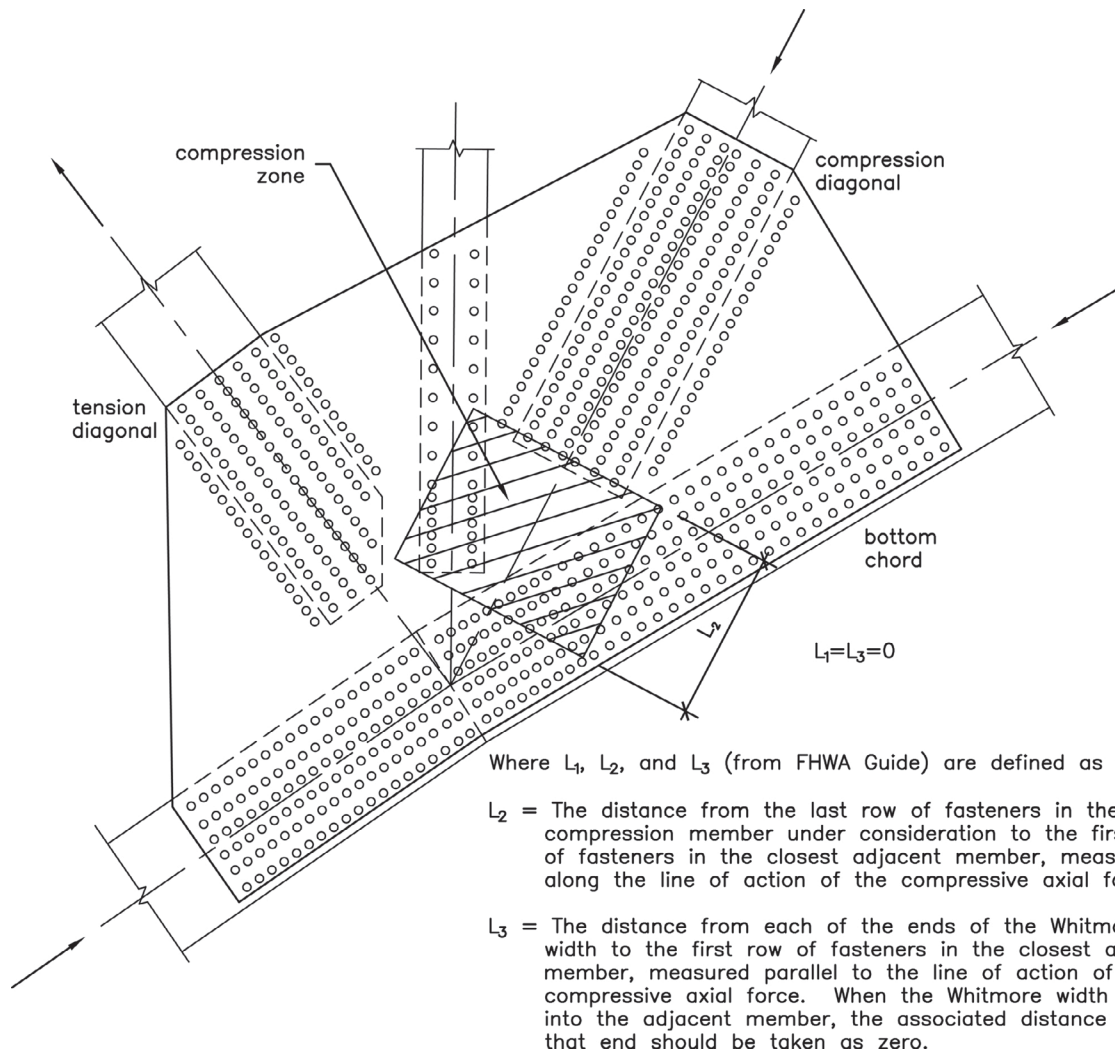 compression
zone
compression
diagonal
tension
diagonal
bottom
chord
L₂
L₁=L₃=0
Where L₁, L₂, and L₃ (from FHWA Guide) are defined as
L₂ = The distance from the last row of fasteners in the
compression member under consideration to the
of fasteners in the closest adjacent member,
along the line of action of the compressive axial
L₃ = The distance from each of the ends of the
width to the first row of fasteners in the closest
member, measured parallel to the line of action of
compressive axial force. When the Whitmore width
into the adjacent member, the associated distance
that end should be taken as zero.